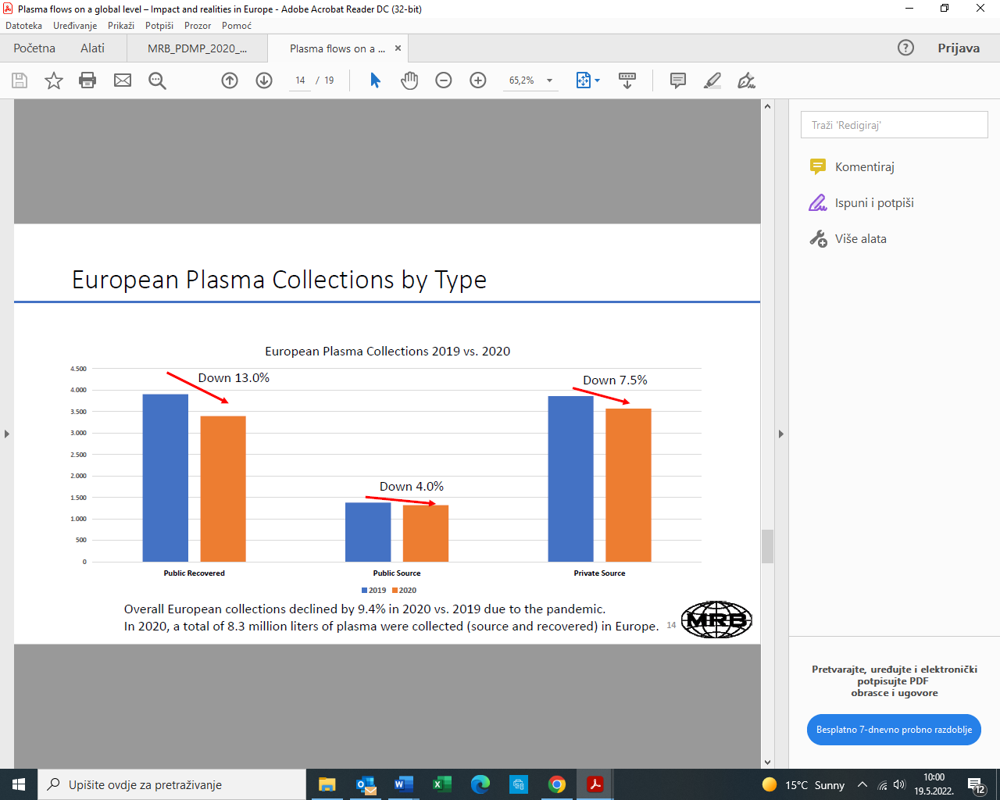 Plasma flows on a global level – Impact and realities in Europe - Adobe Acrobat Reader DC (32-bit)
Datoteka Uređivanje Prikaži Potpiši Prozor Pomoć
Početna Alati MRB_PDMP_2020_... Plasma flows on a ... × ? Prijava
14 / 19 65,2%
Traži 'Redigiraj'
Komentiraj
Ispuni i potpiši
Više alata
European Plasma Collections by Type
European Plasma Collections 2019 vs. 2020
4.500
4.000
3.500
3.000
2.500
2.000
1.500
1.000
500
0
Down 13.0%
Down 4.0%
Down 7.5%
Public Recovered Public Source Private Source
2019 2020
Overall European collections declined by 9.4% in 2020 vs. 2019 due to the pandemic.
In 2020, a total of 8.3 million liters of plasma were collected (source and recovered) in Europe.
14
MRB
Pretvarajte, uređujte i elektronički
potpisujte PDF
obrasce i ugovore
Besplatno 7-dnevno probno razdoblje
Upišite ovdje za pretraživanje
15°C Sunny
10:00
19.5.2022.
12